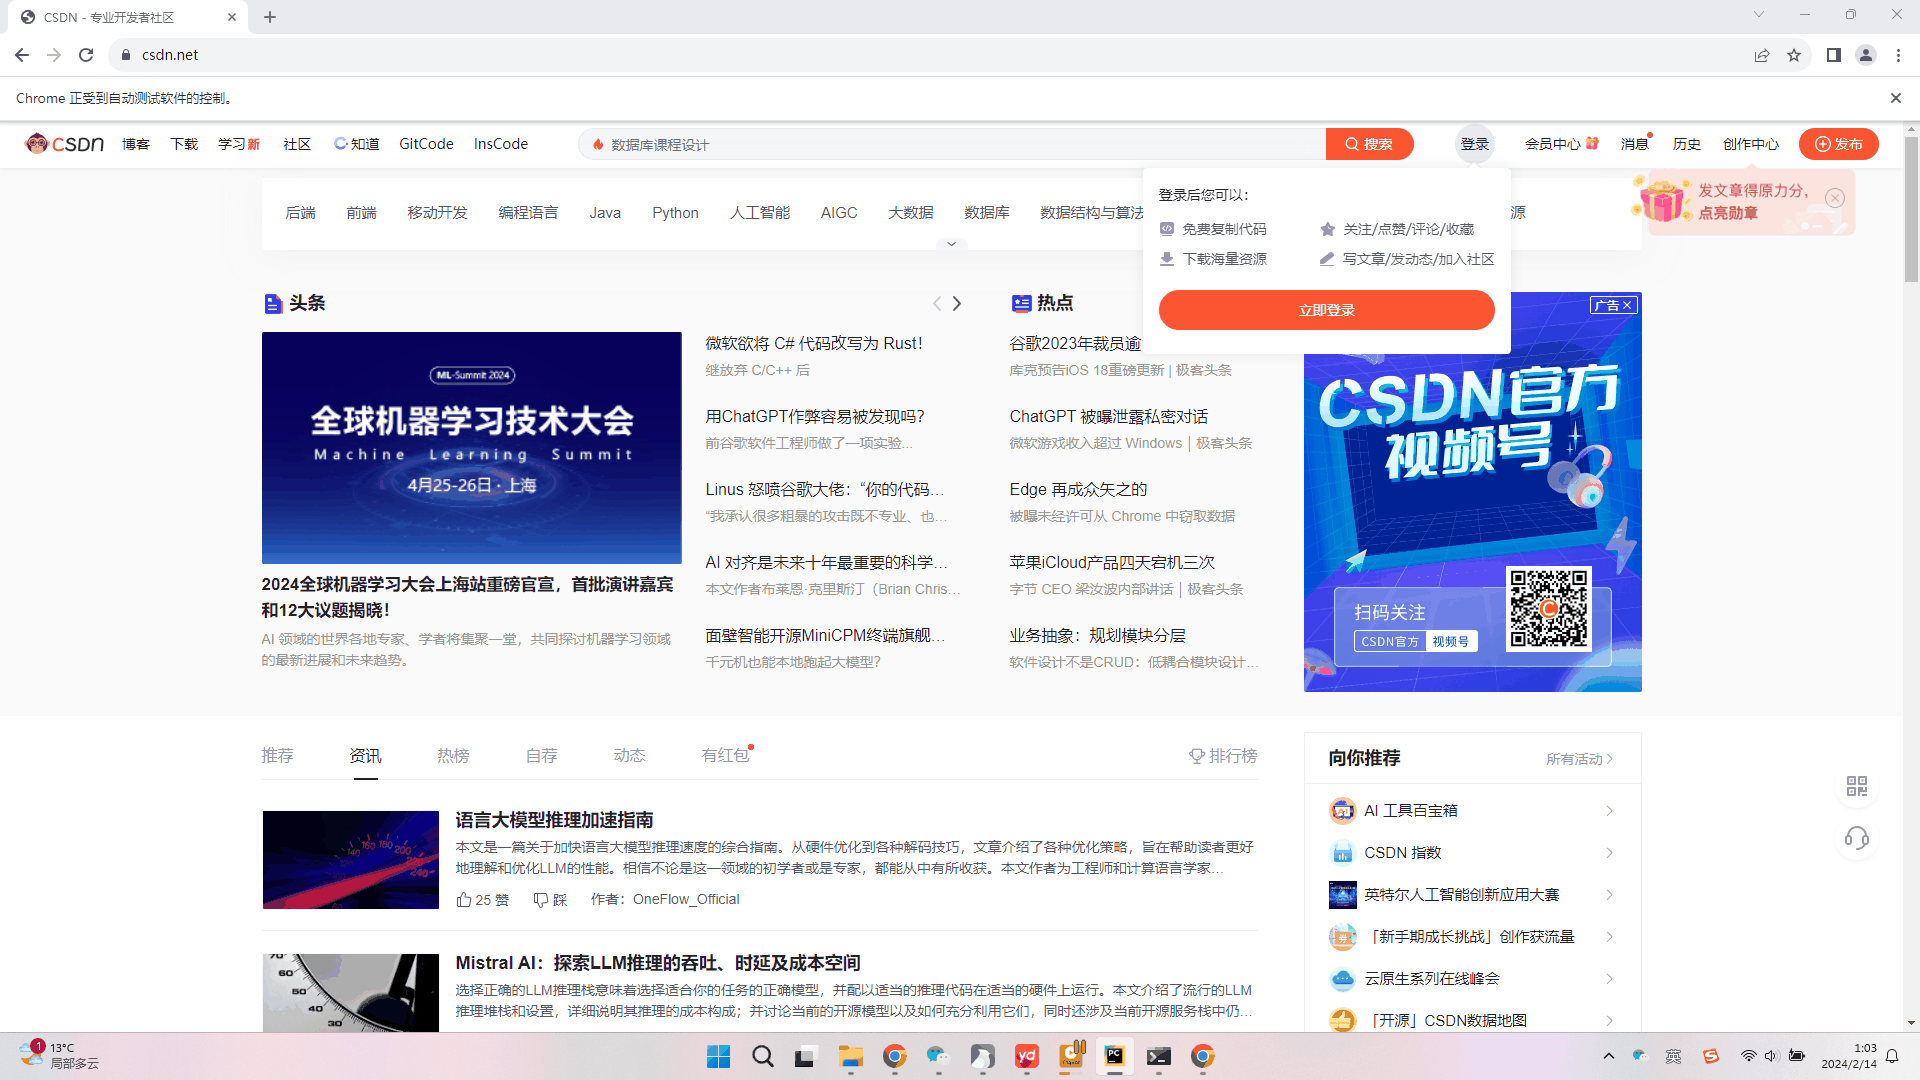 CSDN - 专业开发者社区
csdn.net
Chrome 正受到自动测试软件的控制。
CSDN 博客 下载 学习新 社区 知道 GitCode InsCode 数据库课程设计 搜索 登录 会员中心 消息 历史 创作中心 发布
登录后您可以：
免费复制代码 关注/点赞/评论/收藏
下载海量资源 写文章/发动态/加入社区
立即登录
发文章得原力分，
点亮勋章
后端 前端 移动开发 编程语言 Java Python 人工智能 AIGC 大数据 数据库 数据结构与算法 源
头条
ML-Summit 2024
全球机器学习技术大会
Machine Learning Summit
4月25-26日·上海
2024全球机器学习大会上海站重磅官宣，首批演讲嘉宾
和12大议题揭晓！
AI 领域的世界各地专家、学者将集聚一堂，共同探讨机器学习领域
的最新进展和未来趋势。
微软欲将 C# 代码改写为 Rust！
继放弃 C/C++ 后
用ChatGPT作弊容易被发现吗？
前谷歌软件工程师做了一项实验...
Linus 怒喷谷歌大佬：“你的代码...
“我承认很多粗暴的攻击既不专业、也...
AI 对齐是未来十年最重要的科学...
本文作者布莱恩·克里斯汀（Brian Chris...
面壁智能开源MiniCPM终端旗舰...
千元机也能本地跑起大模型？
热点
谷歌2023年裁员逾
库克预告iOS 18重磅更新 | 极客头条
ChatGPT 被曝泄露私密对话
微软游戏收入超过 Windows | 极客头条
Edge 再成众矢之的
被曝未经许可从 Chrome 中窃取数据
苹果iCloud产品四天宕机三次
字节 CEO 梁汝波内部讲话 | 极客头条
业务抽象：规划模块分层
软件设计不是CRUD：低耦合模块设计...
广告
CSDN官方
视频号
扫码关注
CSDN官方 视频号
推荐 资讯 热榜 自荐 动态 有红包 排行榜
语言大模型推理加速指南
本文是一篇关于加快语言大模型推理速度的综合指南。从硬件优化到各种解码技巧，文章介绍了各种优化策略，旨在帮助读者更好
地理解和优化LLM的性能。相信不论是这一领域的初学者或是专家，都能从中有所收获。本文作者为工程师和计算语言学家...
25 赞 踩 作者：OneFlow_Official
140 160 180 200
220
240
Mistral AI：探索LLM推理的吞吐、时延及成本空间
选择正确的LLM推理栈意味着选择适合你的任务的正确模型，并配以适当的推理代码在适当的硬件上运行。本文介绍了流行的LLM
推理堆栈和设置，详细说明其推理的成本构成；并讨论当前的开源模型以及如何充分利用它们，同时还涉及当前开源服务栈中仍...
70
60
50
40
30
向你推荐 所有活动
AI 工具百宝箱
CSDN 指数
英特尔人工智能创新应用大赛
「新手期成长挑战」创作获流量
云原生系列在线峰会
「开源」CSDN数据地图
1
13°C
局部多云
yd
PC
英
1:03
2024/2/14